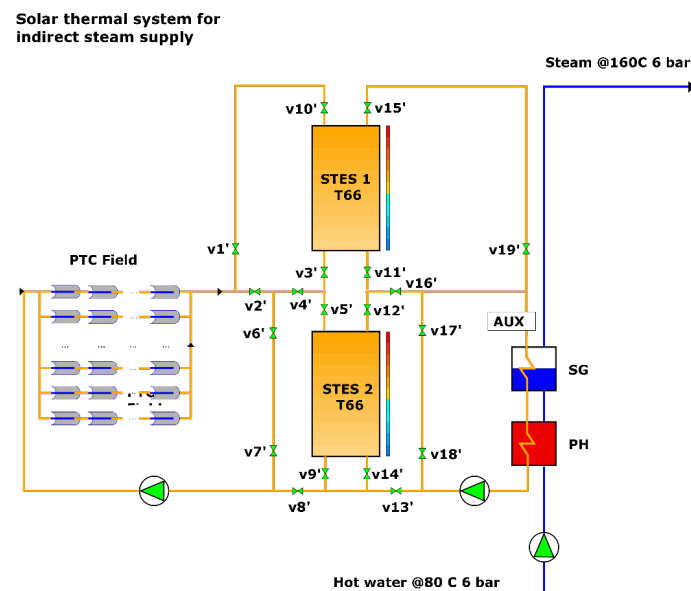 Solar thermal system for
indirect steam supply
Steam @160C 6 bar
v10'
v15'
STES 1
T66
v1'
v19'
PTC Field
v3'
v11'
v16'
v2'
v4'
v5'
v12'
v6'
v17'
AUX
SG
STES 2
T66
PH
v7'
v18'
v9'
v14'
v8'
v13'
Hot water @80 C 6 bar